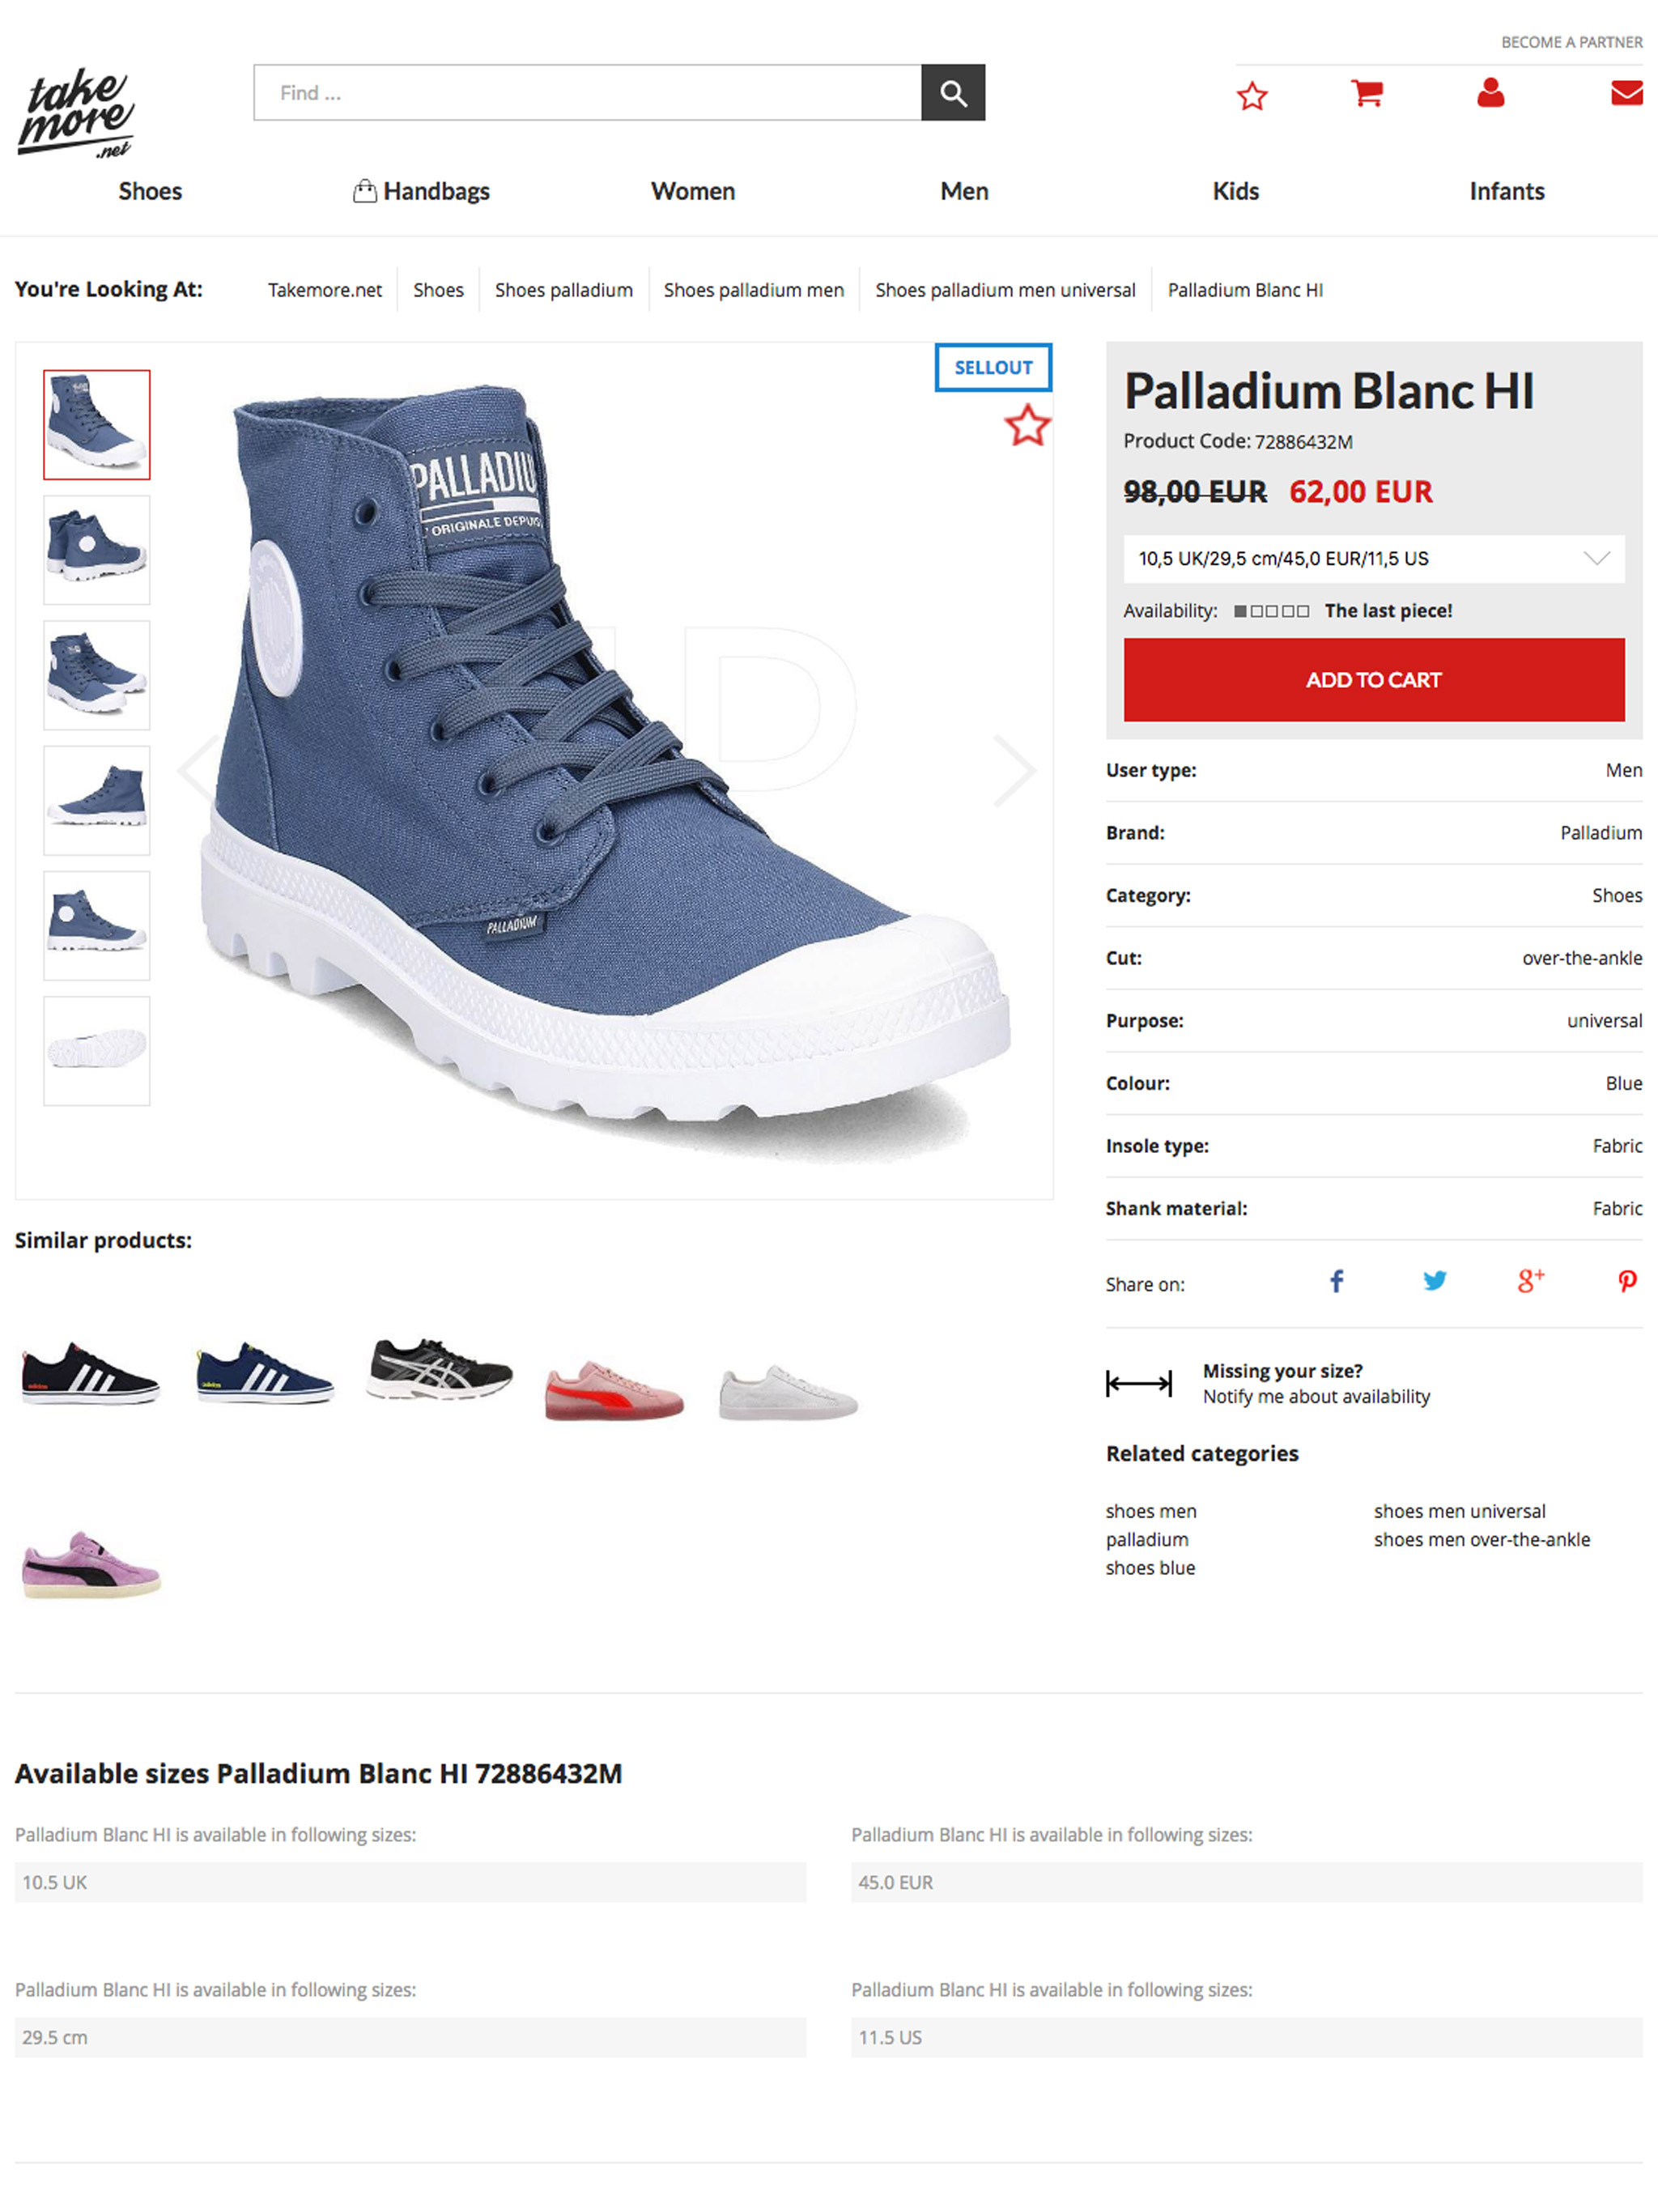 BECOME A PARTNER
take
more
.net
Find ...
Shoes
Handbags
Women
Men
Kids
Infants
You're Looking At:
Takemore.net
Shoes
Shoes palladium
Shoes palladium men
Shoes palladium men universal
Palladium Blanc HI
SELLOUT
PALLADIU
ORIGINALE DEPUIS
PALLADIUM
D
Palladium Blanc HI
Product Code: 72886432M
98,00 EUR 62,00 EUR
10,5 UK/29,5 cm/45,0 EUR/11,5 US
Availability: The last piece!
ADD TO CART
User type: Men
Brand: Palladium
Category: Shoes
Cut: over-the-ankle
Purpose: universal
Colour: Blue
Insole type: Fabric
Shank material: Fabric
Share on:
Missing your size?
Notify me about availability
Related categories
shoes men
palladium
shoes blue
shoes men universal
shoes men over-the-ankle
Similar products:
Available sizes Palladium Blanc HI 72886432M
Palladium Blanc HI is available in following sizes:
10.5 UK
Palladium Blanc HI is available in following sizes:
45.0 EUR
Palladium Blanc HI is available in following sizes:
29.5 cm
Palladium Blanc HI is available in following sizes:
11.5 US